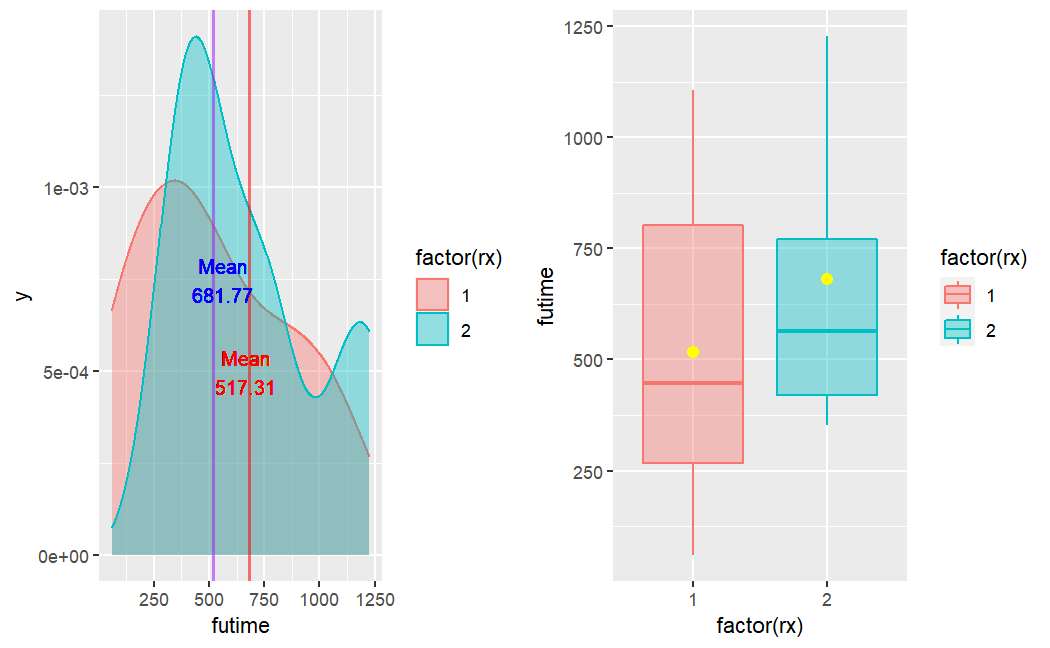 y
1e-03
5e-04
0e+00
Mean
681.77
Mean
517.31
250 500 750 1000 1250
futime
factor(rx)
1
2
futime
1250
1000
750
500
250
1 2
factor(rx)
factor(rx)
1
2